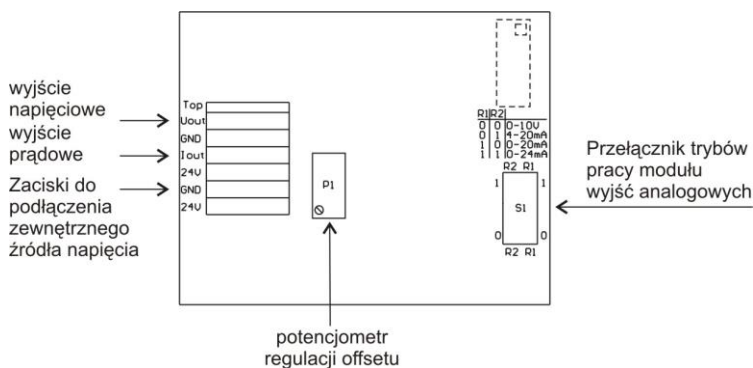 wyjście
napięciowe
wyjście
prądowe
Zaciski do
podłączenia
zewnętrznego
źródła napięcia
Top
Uout
GND
Iout
24V
GND
24V
P1
potencjometr
regulacji offsetu
R1 R2
0 0 0-10V
0 1 4-20mA
1 0 0-20mA
1 1 0-24mA
R2 R1
1 1
S1
0 0
R2 R1
Przełącznik trybów
pracy modułu
wyjść analogowych